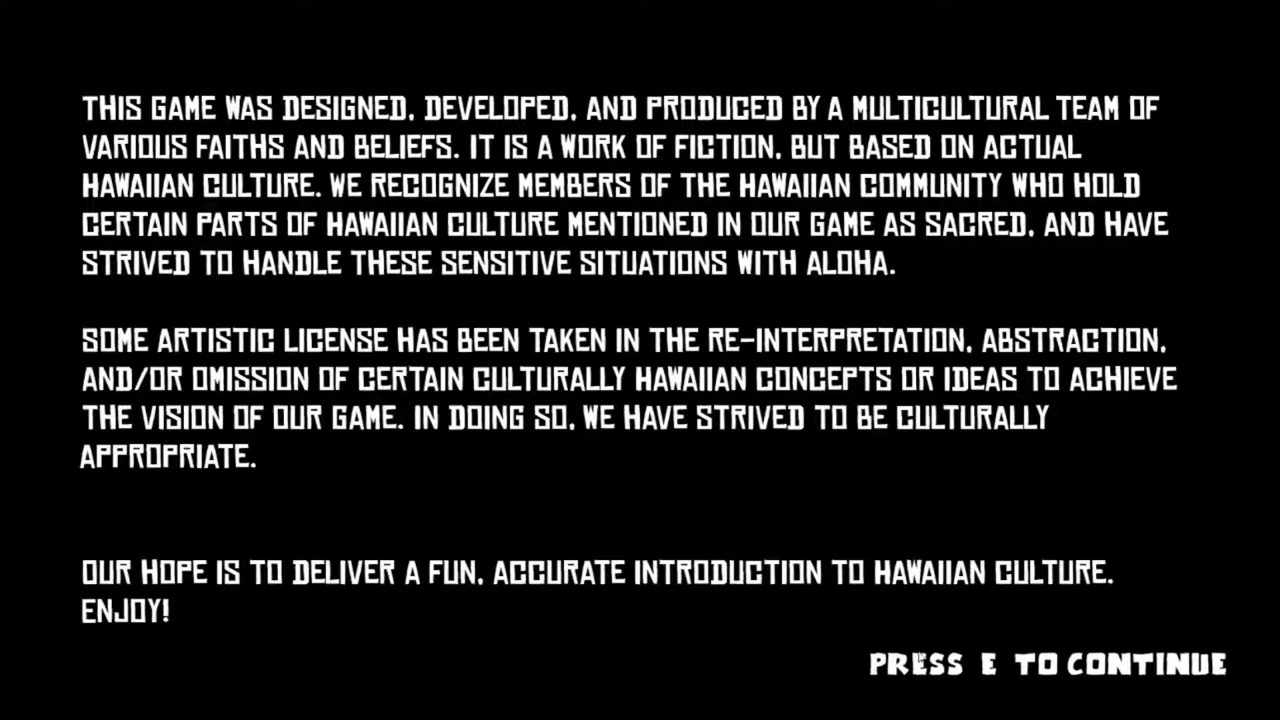 THIS GAME WAS DESIGNED, DEVELOPED, AND PRODUCED BY A MULTICULTURAL TEAM OF
VARIOUS FAITHS AND BELIEFS. IT IS A WORK OF FICTION, BUT BASED ON ACTUAL
HAWAIIAN CULTURE. WE RECOGNIZE MEMBERS OF THE HAWAIIAN COMMUNITY WHO HOLD
CERTAIN PARTS OF HAWAIIAN CULTURE MENTIONED IN OUR GAME AS SACRED, AND HAVE
STRIVED TO HANDLE THESE SENSITIVE SITUATIONS WITH ALOHA.
SOME ARTISTIC LICENSE HAS BEEN TAKEN IN THE RE-INTERPRETATION, ABSTRACTION,
AND/OR OMISSION OF CERTAIN CULTURALLY HAWAIIAN CONCEPTS OR IDEAS TO ACHIEVE
THE VISION OF OUR GAME. IN DOING SO, WE HAVE STRIVED TO BE CULTURALLY
APPROPRIATE.
OUR HOPE IS TO DELIVER A FUN, ACCURATE INTRODUCTION TO HAWAIIAN CULTURE.
ENJOY!
PRESS E TO CONTINUE